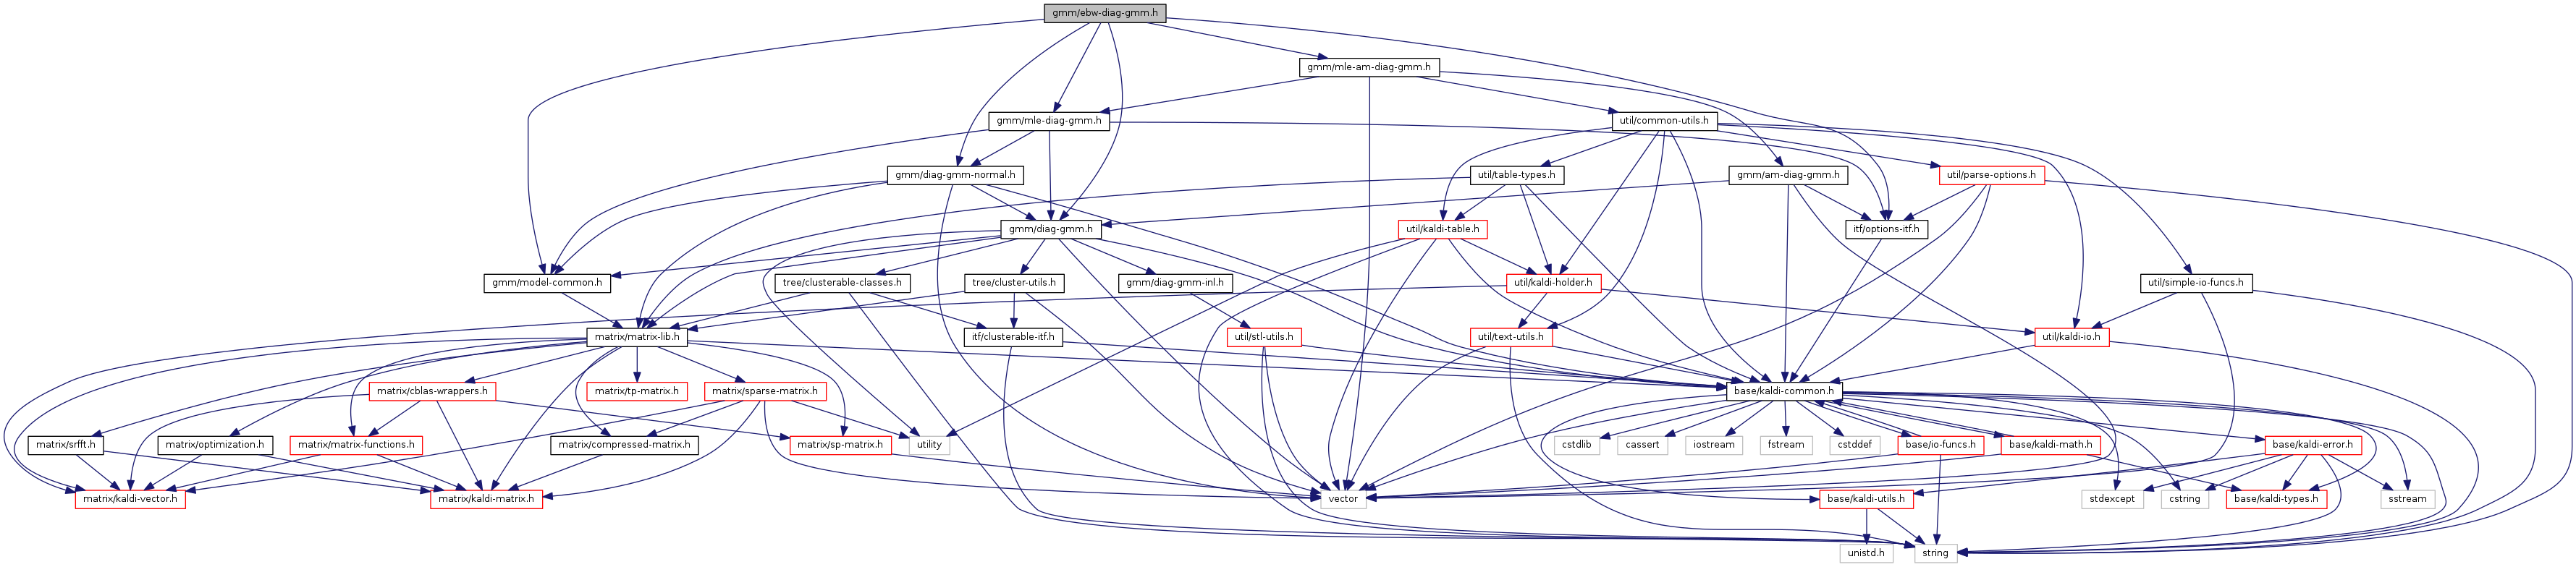 gmm/ebw-diag-gmm.h
gmm/mle-am-diag-gmm.h
gmm/mle-diag-gmm.h
util/common-utils.h
gmm/diag-gmm-normal.h
util/table-types.h
gmm/am-diag-gmm.h
util/parse-options.h
gmm/diag-gmm.h
util/kaldi-table.h
itf/options-itf.h
gmm/model-common.h
tree/clusterable-classes.h
tree/cluster-utils.h
gmm/diag-gmm-inl.h
util/kaldi-holder.h
util/simple-io-funcs.h
matrix/matrix-lib.h
itf/clusterable-itf.h
util/stl-utils.h
util/text-utils.h
util/kaldi-io.h
matrix/cblas-wrappers.h
matrix/tp-matrix.h
matrix/sparse-matrix.h
base/kaldi-common.h
matrix/srfft.h
matrix/optimization.h
matrix/matrix-functions.h
matrix/compressed-matrix.h
matrix/sp-matrix.h
utility
cstdlib
cassert
iostream
fstream
cstddef
base/io-funcs.h
base/kaldi-math.h
base/kaldi-error.h
matrix/kaldi-vector.h
matrix/kaldi-matrix.h
vector
base/kaldi-utils.h
stdexcept
cstring
base/kaldi-types.h
sstream
unistd.h
string